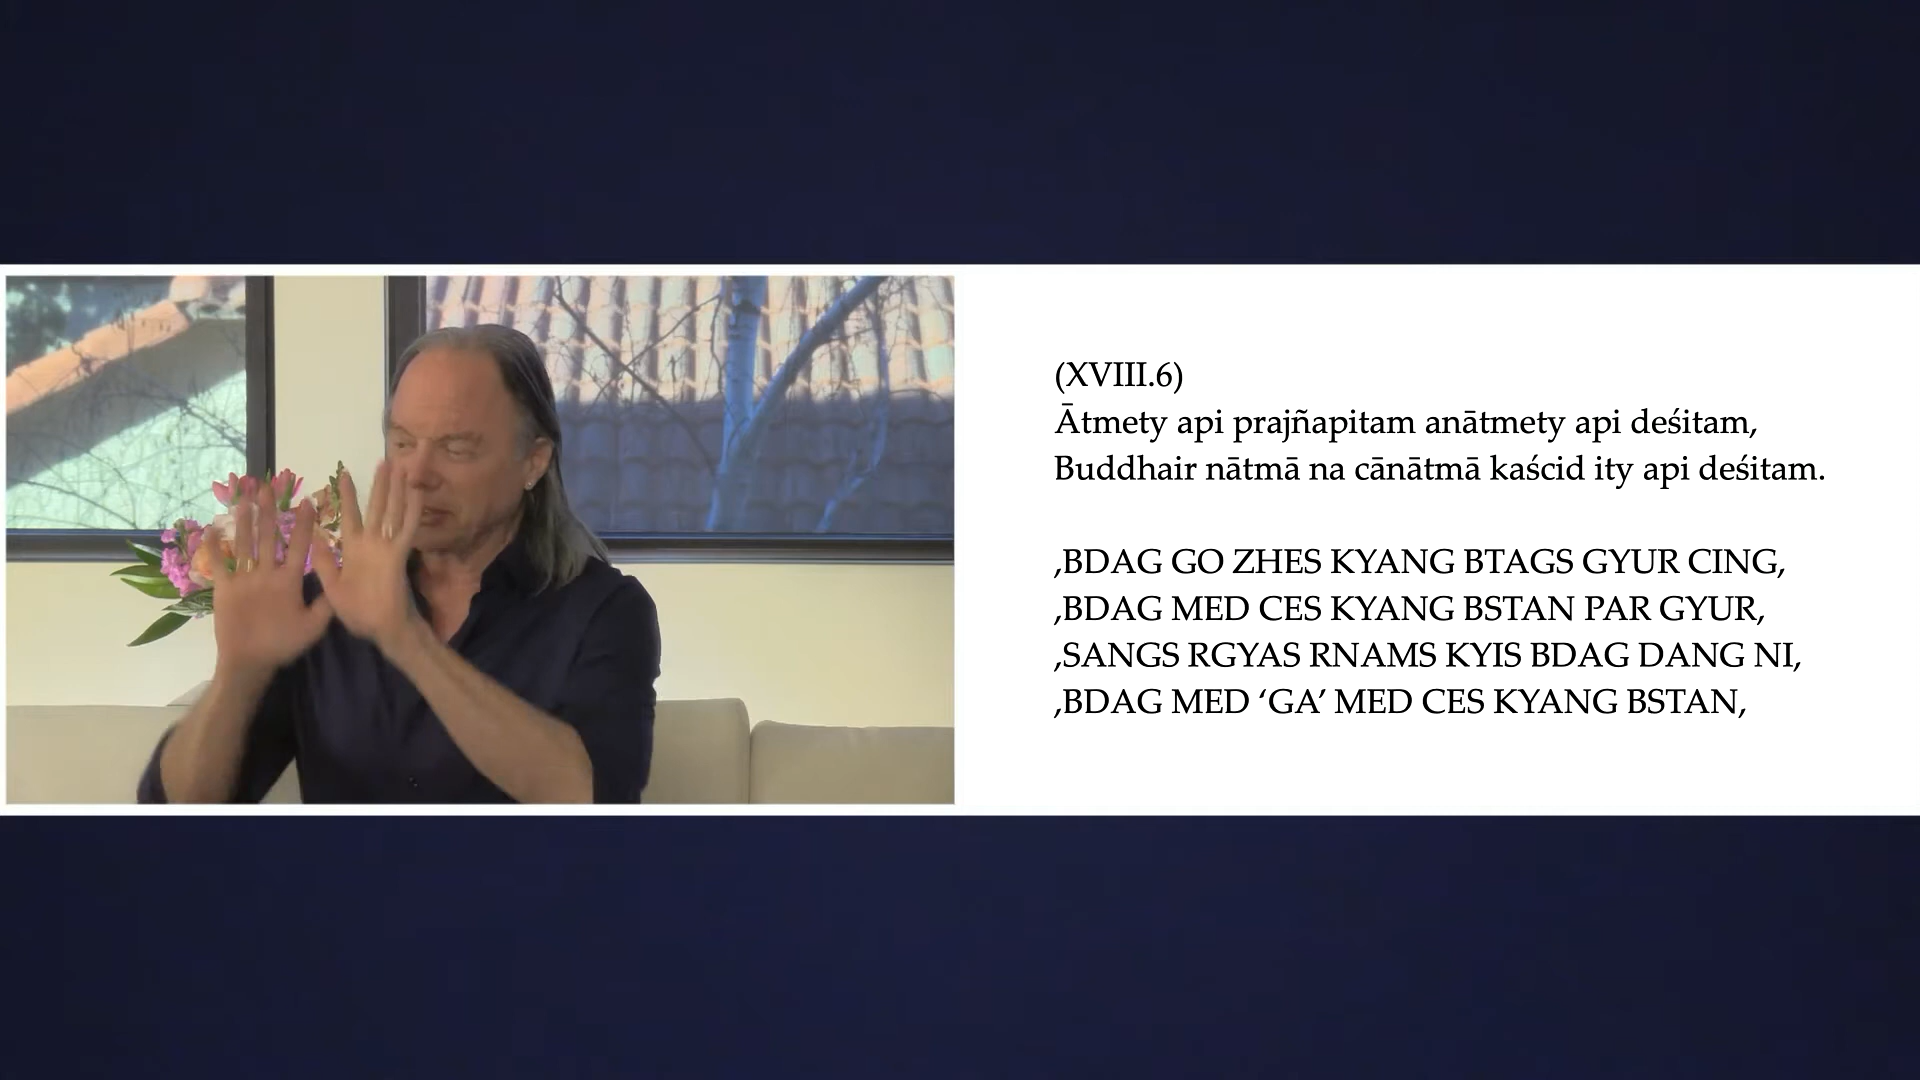 (XVIII.6)
Ātmety api prajñapitam anātmety api deśitam,
Buddhair nātmā na cānātmā kaścid ity api deśitam.
,BDAG GO ZHES KYANG BTAGS GYUR CING,
,BDAG MED CES KYANG BSTAN PAR GYUR,
,SANGS RGYAS RNAMS KYIS BDAG DANG NI,
,BDAG MED ‘GA’ MED CES KYANG BSTAN,